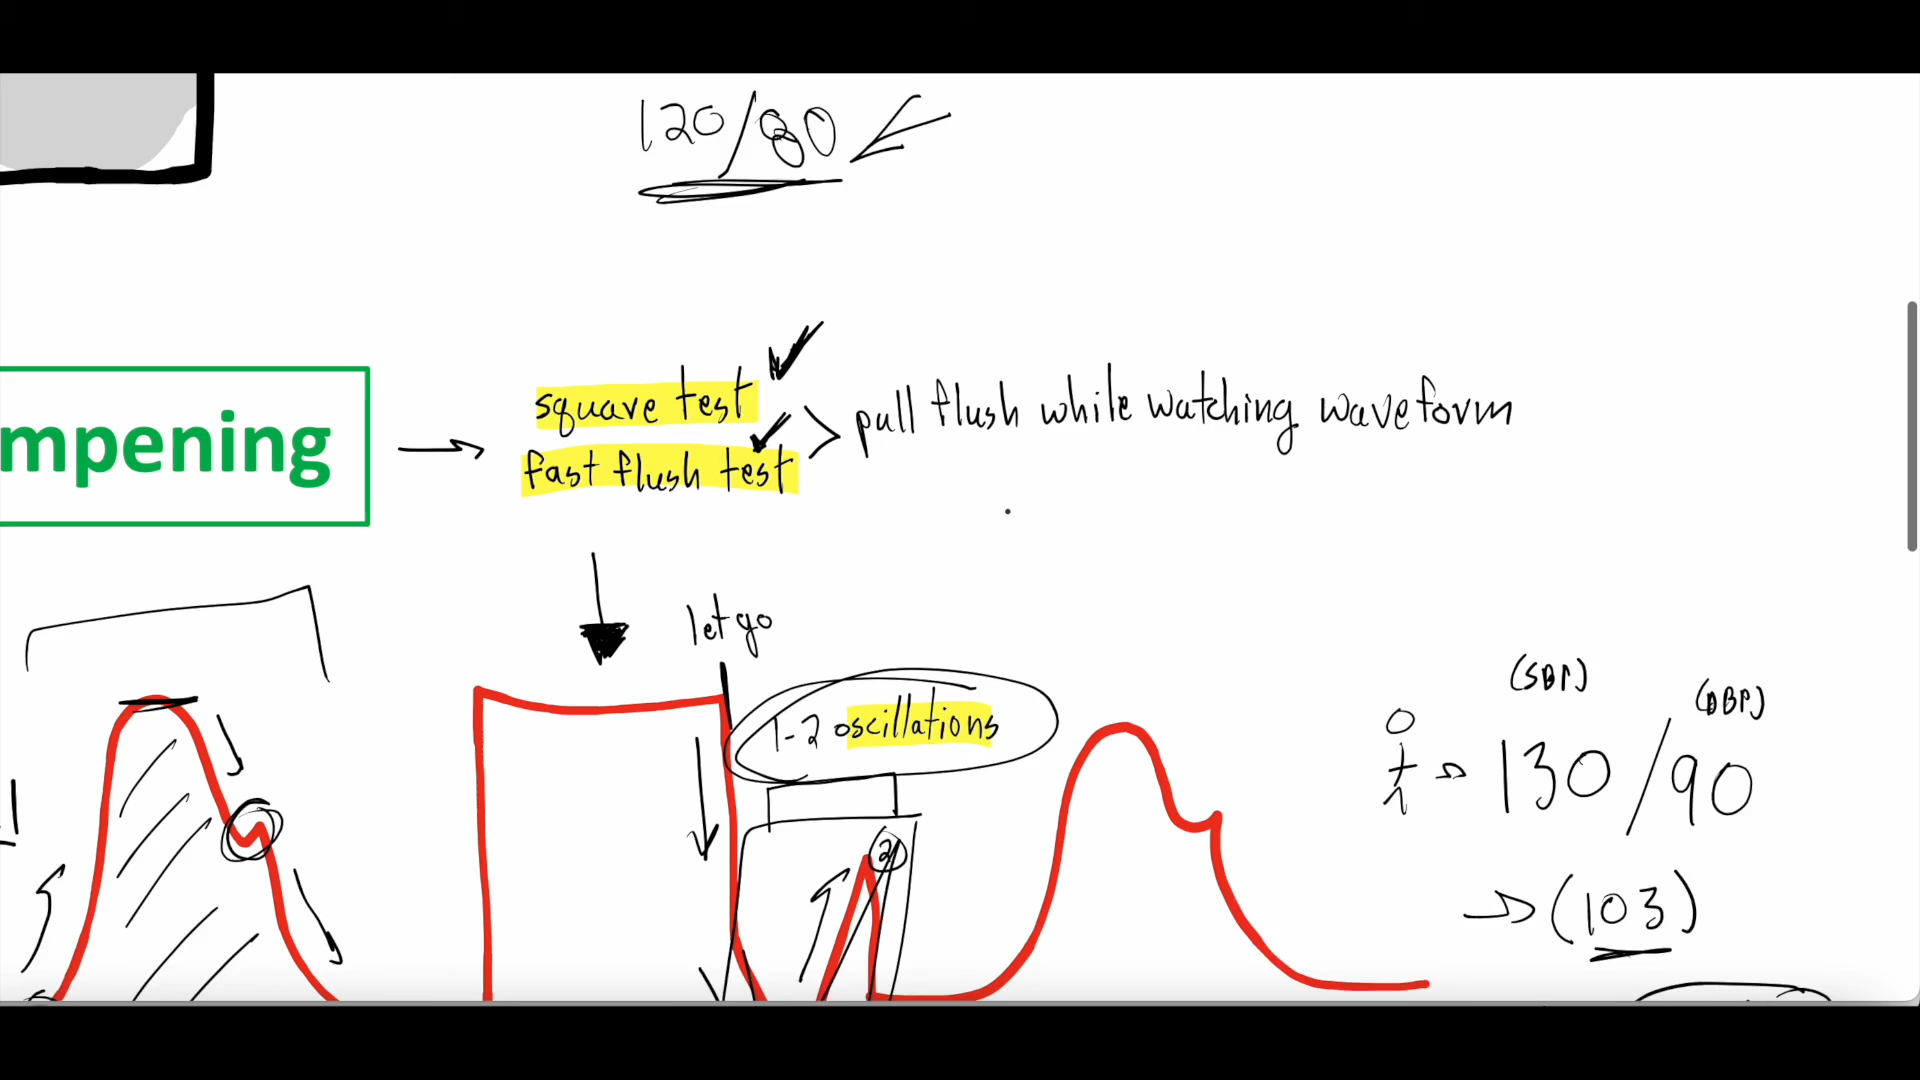 120/80
mpening
square test
fast flush test
pull flush while watching waveform
let go
1-2 oscillations
2
(SBP)
(DBP)
130/90
(103)